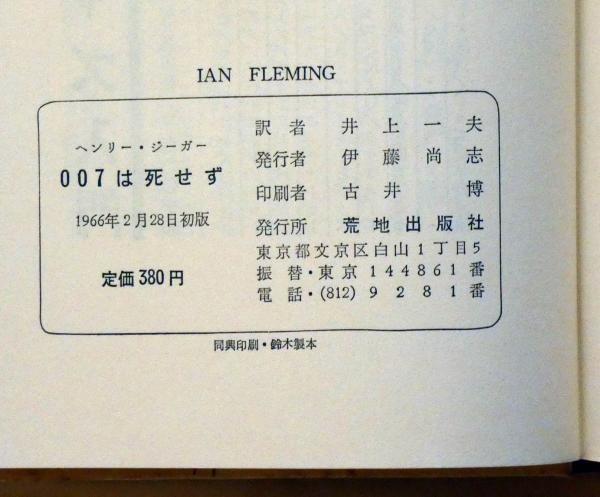 IAN FLEMING
ヘンリー・ジーガー
007は死せず
1966年2月28日初版
定価380円
訳者 井上一夫
発行者 伊藤尚志
印刷者 古井博
発行所 荒地出版社
東京都文京区白山1丁目5
振替・東京144861番
電話・(812)9281番
同興印刷・鈴木製本